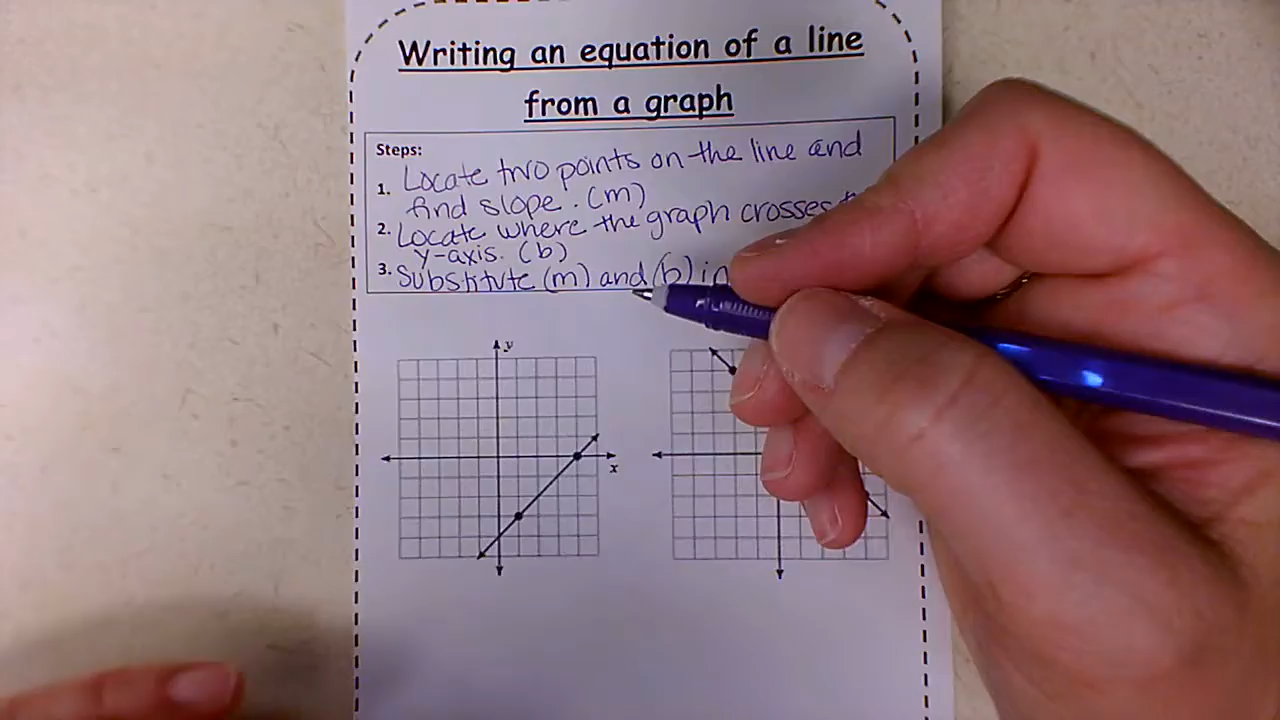 Writing an equation of a line
from a graph
Steps:
1. Locate two points on the line and
find slope. (m)
2. Locate where the graph crosses
y-axis. (b)
3. Substitute (m) and (b) in
y
x